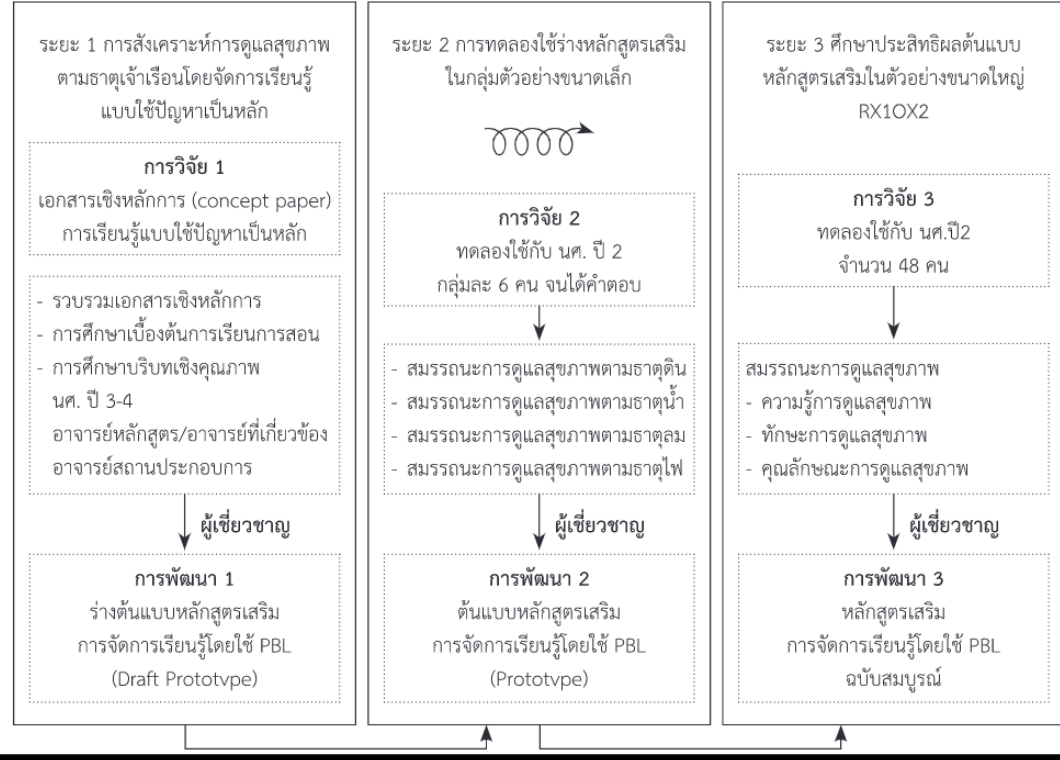 ระยะ 1 การสังเคราะห์การดูแลสุขภาพ
ตามธาตุเจ้าเรือนโดยจัดการเรียนรู้
แบบใช้ปัญหาเป็นหลัก
การวิจัย 1
เอกสารเชิงหลักการ (concept paper)
การเรียนรู้แบบใช้ปัญหาเป็นหลัก
- รวบรวมเอกสารเชิงหลักการ
- การศึกษาเบื้องต้นการเรียนการสอน
- การศึกษาบริบทเชิงคุณภาพ
นศ. ปี 3-4
อาจารย์หลักสูตร/อาจารย์ที่เกี่ยวข้อง
อาจารย์สถานประกอบการ
ผู้เชี่ยวชาญ
การพัฒนา 1
ร่างต้นแบบหลักสูตรเสริม
การจัดการเรียนรู้โดยใช้ PBL
(Draft Prototype)
ระยะ 2 การทดลองใช้ร่างหลักสูตรเสริม
ในกลุ่มตัวอย่างขนาดเล็ก
การวิจัย 2
ทดลองใช้กับ นศ. ปี 2
กลุ่มละ 6 คน จนได้คำตอบ
- สมรรถนะการดูแลสุขภาพตามธาตุดิน
- สมรรถนะการดูแลสุขภาพตามธาตุน้ำ
- สมรรถนะการดูแลสุขภาพตามธาตุลม
- สมรรถนะการดูแลสุขภาพตามธาตุไฟ
ผู้เชี่ยวชาญ
การพัฒนา 2
ต้นแบบหลักสูตรเสริม
การจัดการเรียนรู้โดยใช้ PBL
(Prototype)
ระยะ 3 ศึกษาประสิทธิผลต้นแบบ
หลักสูตรเสริมในตัวอย่างขนาดใหญ่
RX1OX2
การวิจัย 3
ทดลองใช้กับ นศ.ปี2
จำนวน 48 คน
สมรรถนะการดูแลสุขภาพ
- ความรู้การดูแลสุขภาพ
- ทักษะการดูแลสุขภาพ
- คุณลักษณะการดูแลสุขภาพ
ผู้เชี่ยวชาญ
การพัฒนา 3
หลักสูตรเสริม
การจัดการเรียนรู้โดยใช้ PBL
ฉบับสมบูรณ์